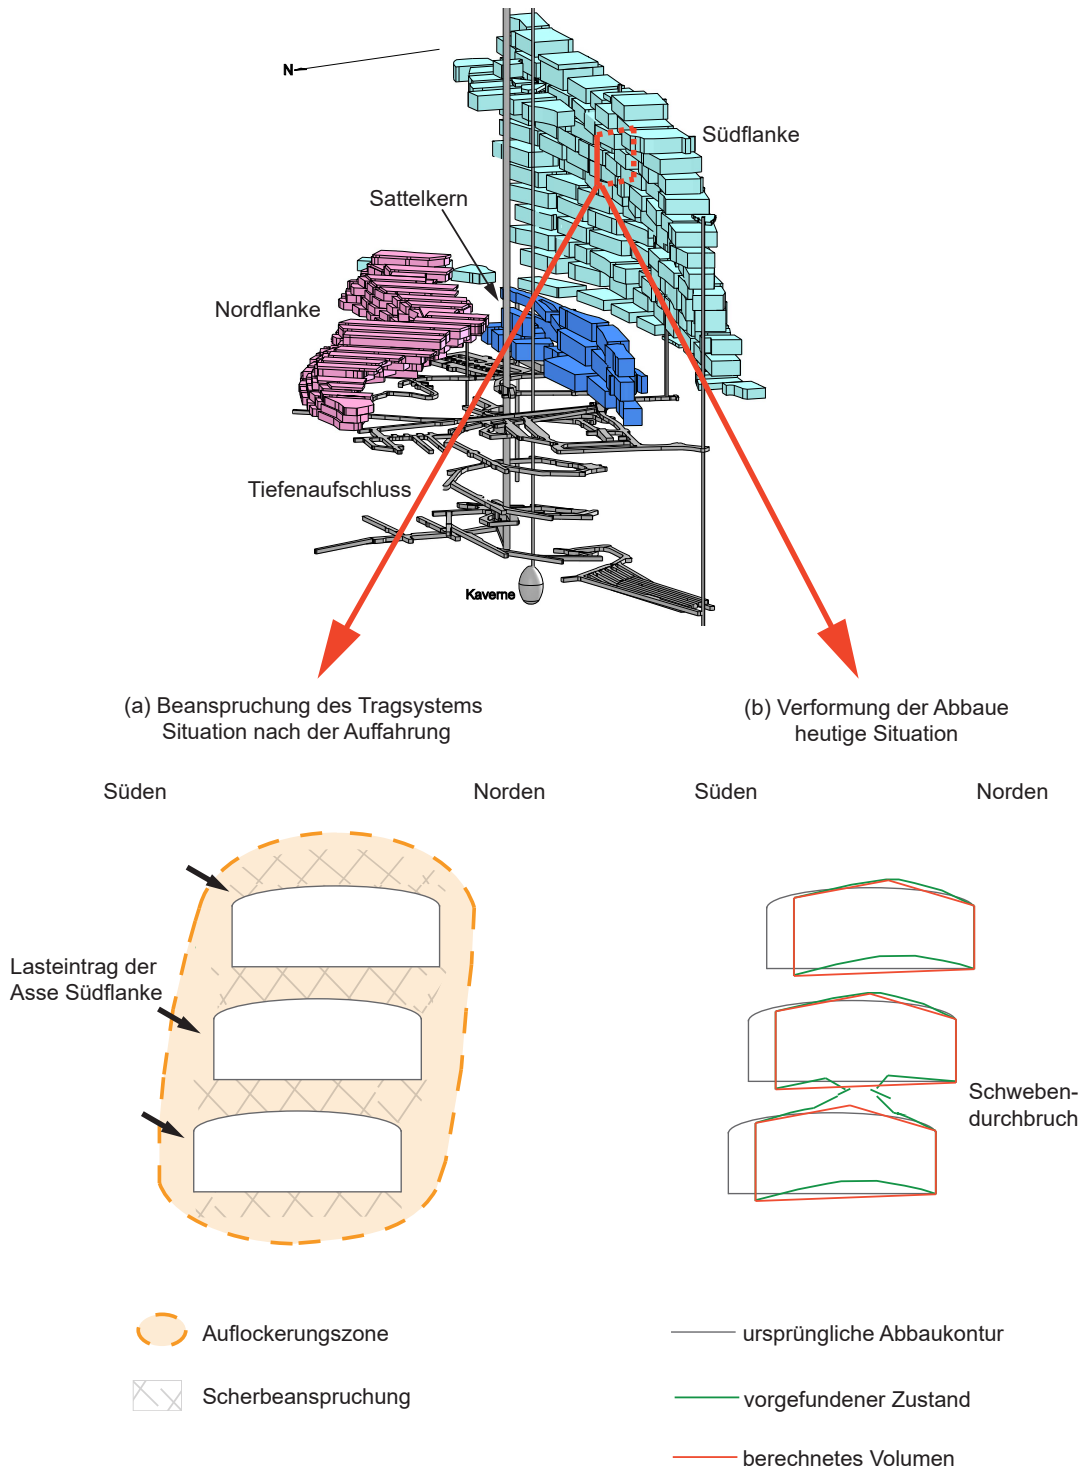 N
Südflanke
Sattelkern
Nordflanke
Tiefenaufschluss
Kaverne
(a) Beanspruchung des Tragsystems
Situation nach der Auffahrung
(b) Verformung der Abbaue
heutige Situation
Süden
Norden
Süden
Norden
Lasteintrag der
Asse Südflanke
Schweben-
durchbruch
Auflockerungszone
Scherbeanspruchung
ursprüngliche Abbaukontur
vorgefundener Zustand
berechnetes Volumen